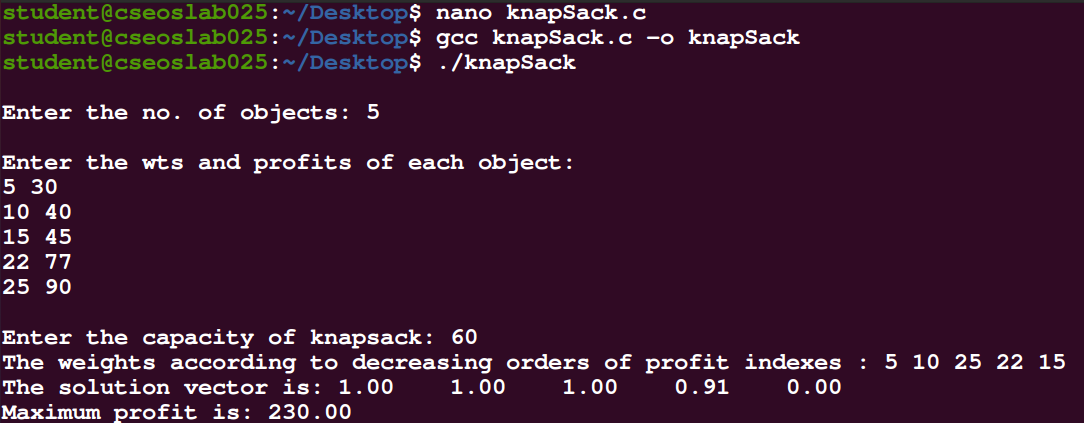 student@cseoslab025:~/Desktop$ nano knapSack.c
student@cseoslab025:~/Desktop$ gcc knapSack.c -o knapSack
student@cseoslab025:~/Desktop$ ./knapSack
Enter the no. of objects: 5
Enter the wts and profits of each object:
5 30
10 40
15 45
22 77
25 90
Enter the capacity of knapsack: 60
The weights according to decreasing orders of profit indexes : 5 10 25 22 15
The solution vector is: 1.00    1.00    1.00    0.91    0.00
Maximum profit is: 230.00